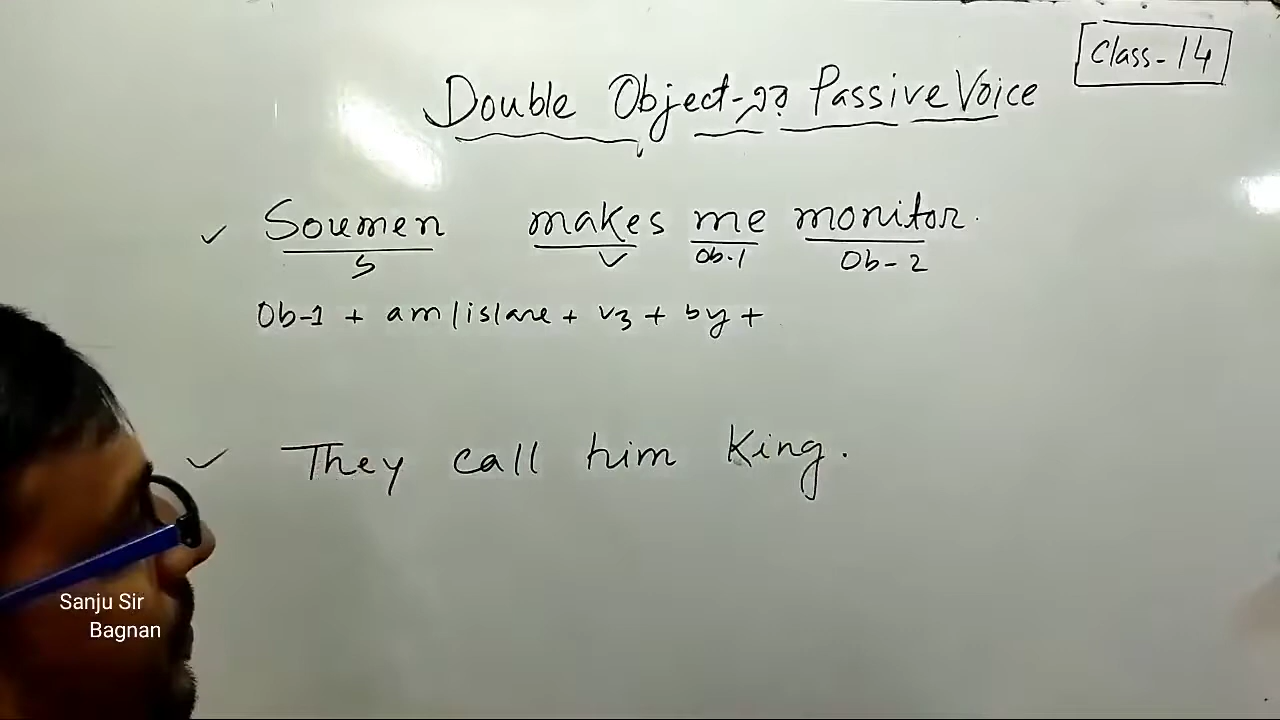 Class-14
Double Object-এর Passive Voice
Soumen makes me monitor.
S V Ob-1 Ob-2
Ob-1 + am/is/are + v3 + by +
They call him King.
Sanju Sir
Bagnan